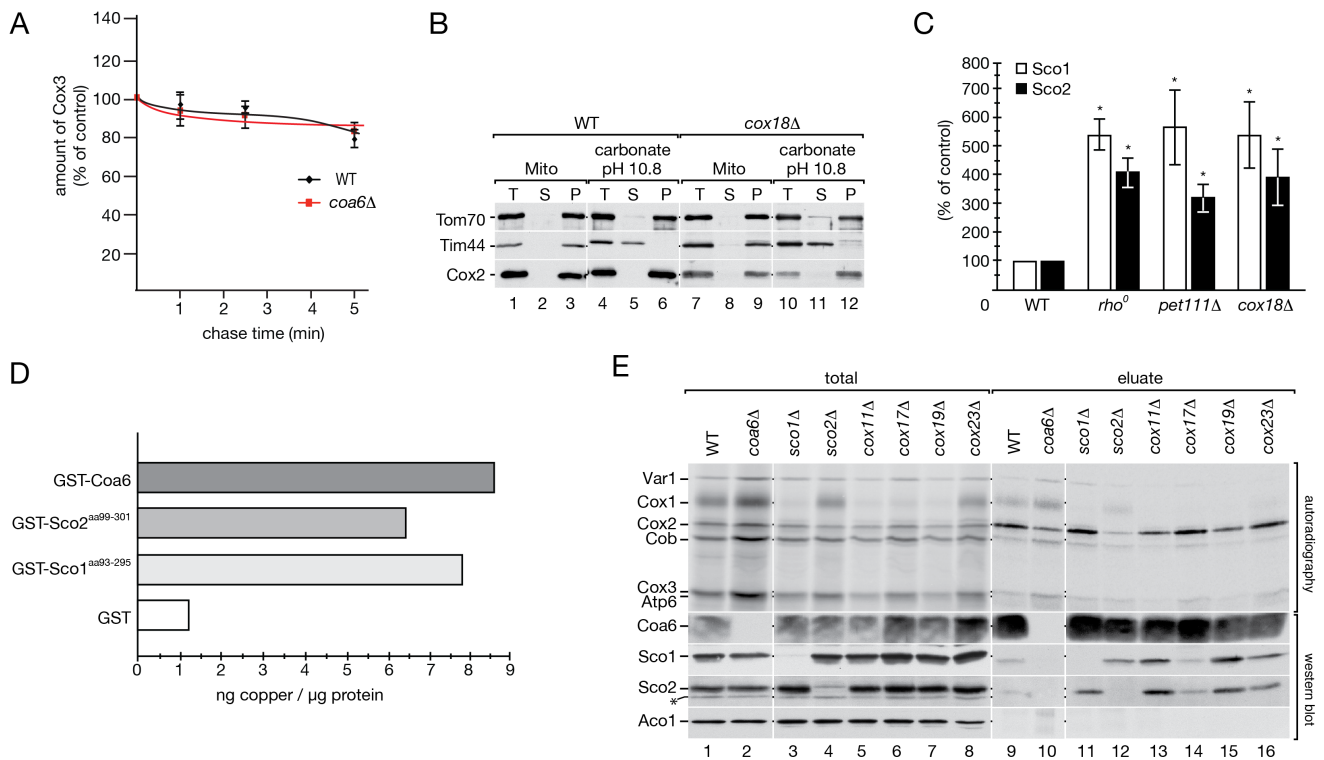 A
140
120
100
80
60
40
20
amount of Cox3
(% of control)
WT
coa6Δ
1 2 3 4 5
chase time (min)
B
WT cox18Δ
Mito carbonate pH 10.8 Mito carbonate pH 10.8
T S P T S P T S P T S P
Tom70
Tim44
Cox2
1 2 3 4 5 6 7 8 9 10 11 12
C
Sco1
Sco2
800
700
600
500
400
300
200
100
0
(% of control)
* * * * * *
WT rho⁰ pet111Δ cox18Δ
D
GST-Coa6
GST-Sco2aa99-301
GST-Sco1aa93-295
GST
0 1 2 3 4 5 6 7 8 9
ng copper / µg protein
E
total eluate
WT coa6Δ sco1Δ sco2Δ cox11Δ cox17Δ cox19Δ cox23Δ WT coa6Δ sco1Δ sco2Δ cox11Δ cox17Δ cox19Δ cox23Δ
Var1
Cox1
Cox2
Cob
Cox3
Atp6
Coa6
Sco1
Sco2
*
Aco1
autoradiography
western blot
1 2 3 4 5 6 7 8 9 10 11 12 13 14 15 16